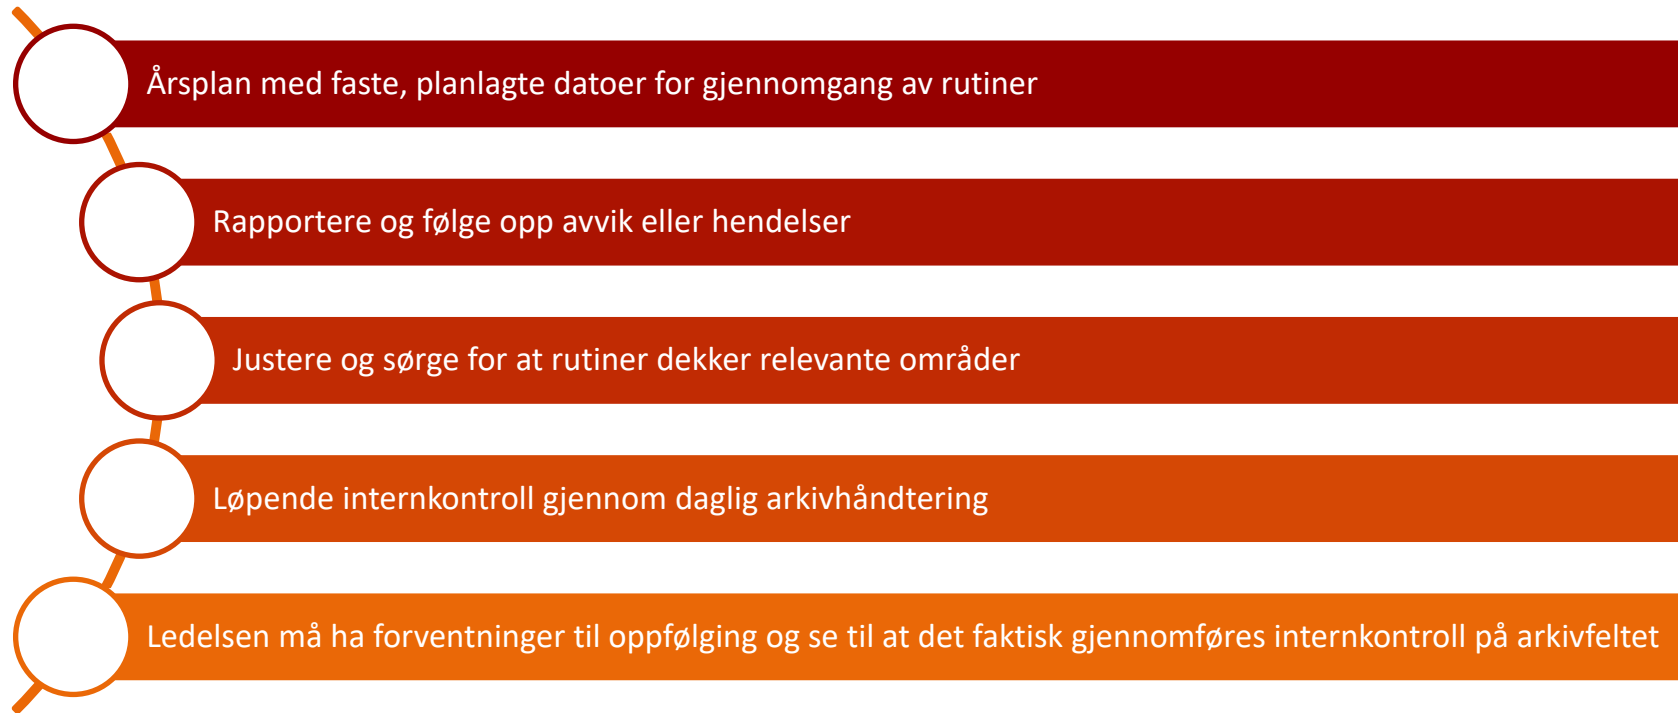 Årsplan med faste, planlagte datoer for gjennomgang av rutiner
Rapportere og følge opp avvik eller hendelser
Justere og sørge for at rutiner dekker relevante områder
Løpende internkontroll gjennom daglig arkivhåndtering
Ledelsen må ha forventninger til oppfølging og se til at det faktisk gjennomføres internkontroll på arkivfeltet